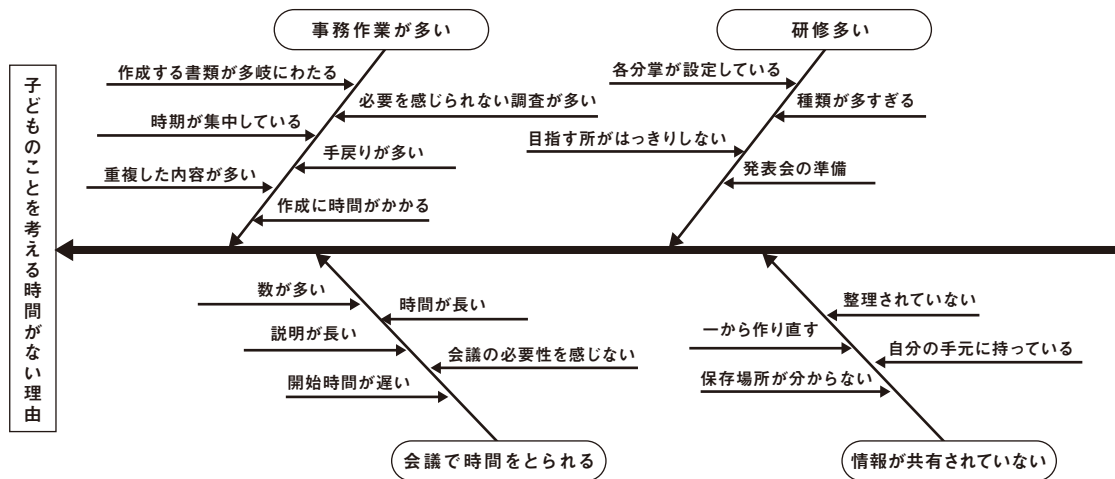 子どものことを考える時間がない理由
事務作業が多い
作成する書類が多岐にわたる
必要を感じられない調査が多い
時期が集中している
手戻りが多い
重複した内容が多い
作成に時間がかかる
研修多い
各分掌が設定している
種類が多すぎる
目指す所がはっきりしない
発表会の準備
数が多い
時間が長い
説明が長い
会議の必要性を感じない
開始時間が遅い
会議で時間をとられる
整理されていない
一から作り直す
自分の手元に持っている
保存場所が分からない
情報が共有されていない